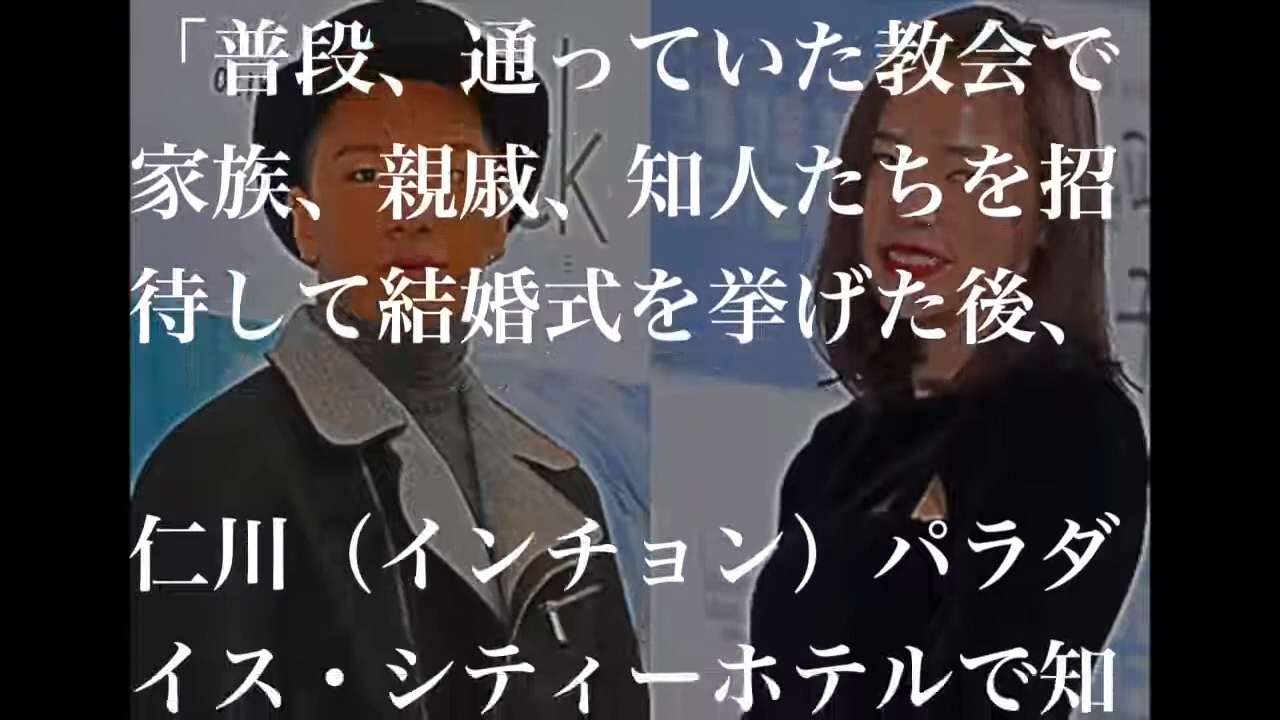 「普段、通っていた教会で
家族、親戚、知人たちを招
待して結婚式を挙げた後、
仁川（インチョン）パラダ
イス・シティーホテルで知